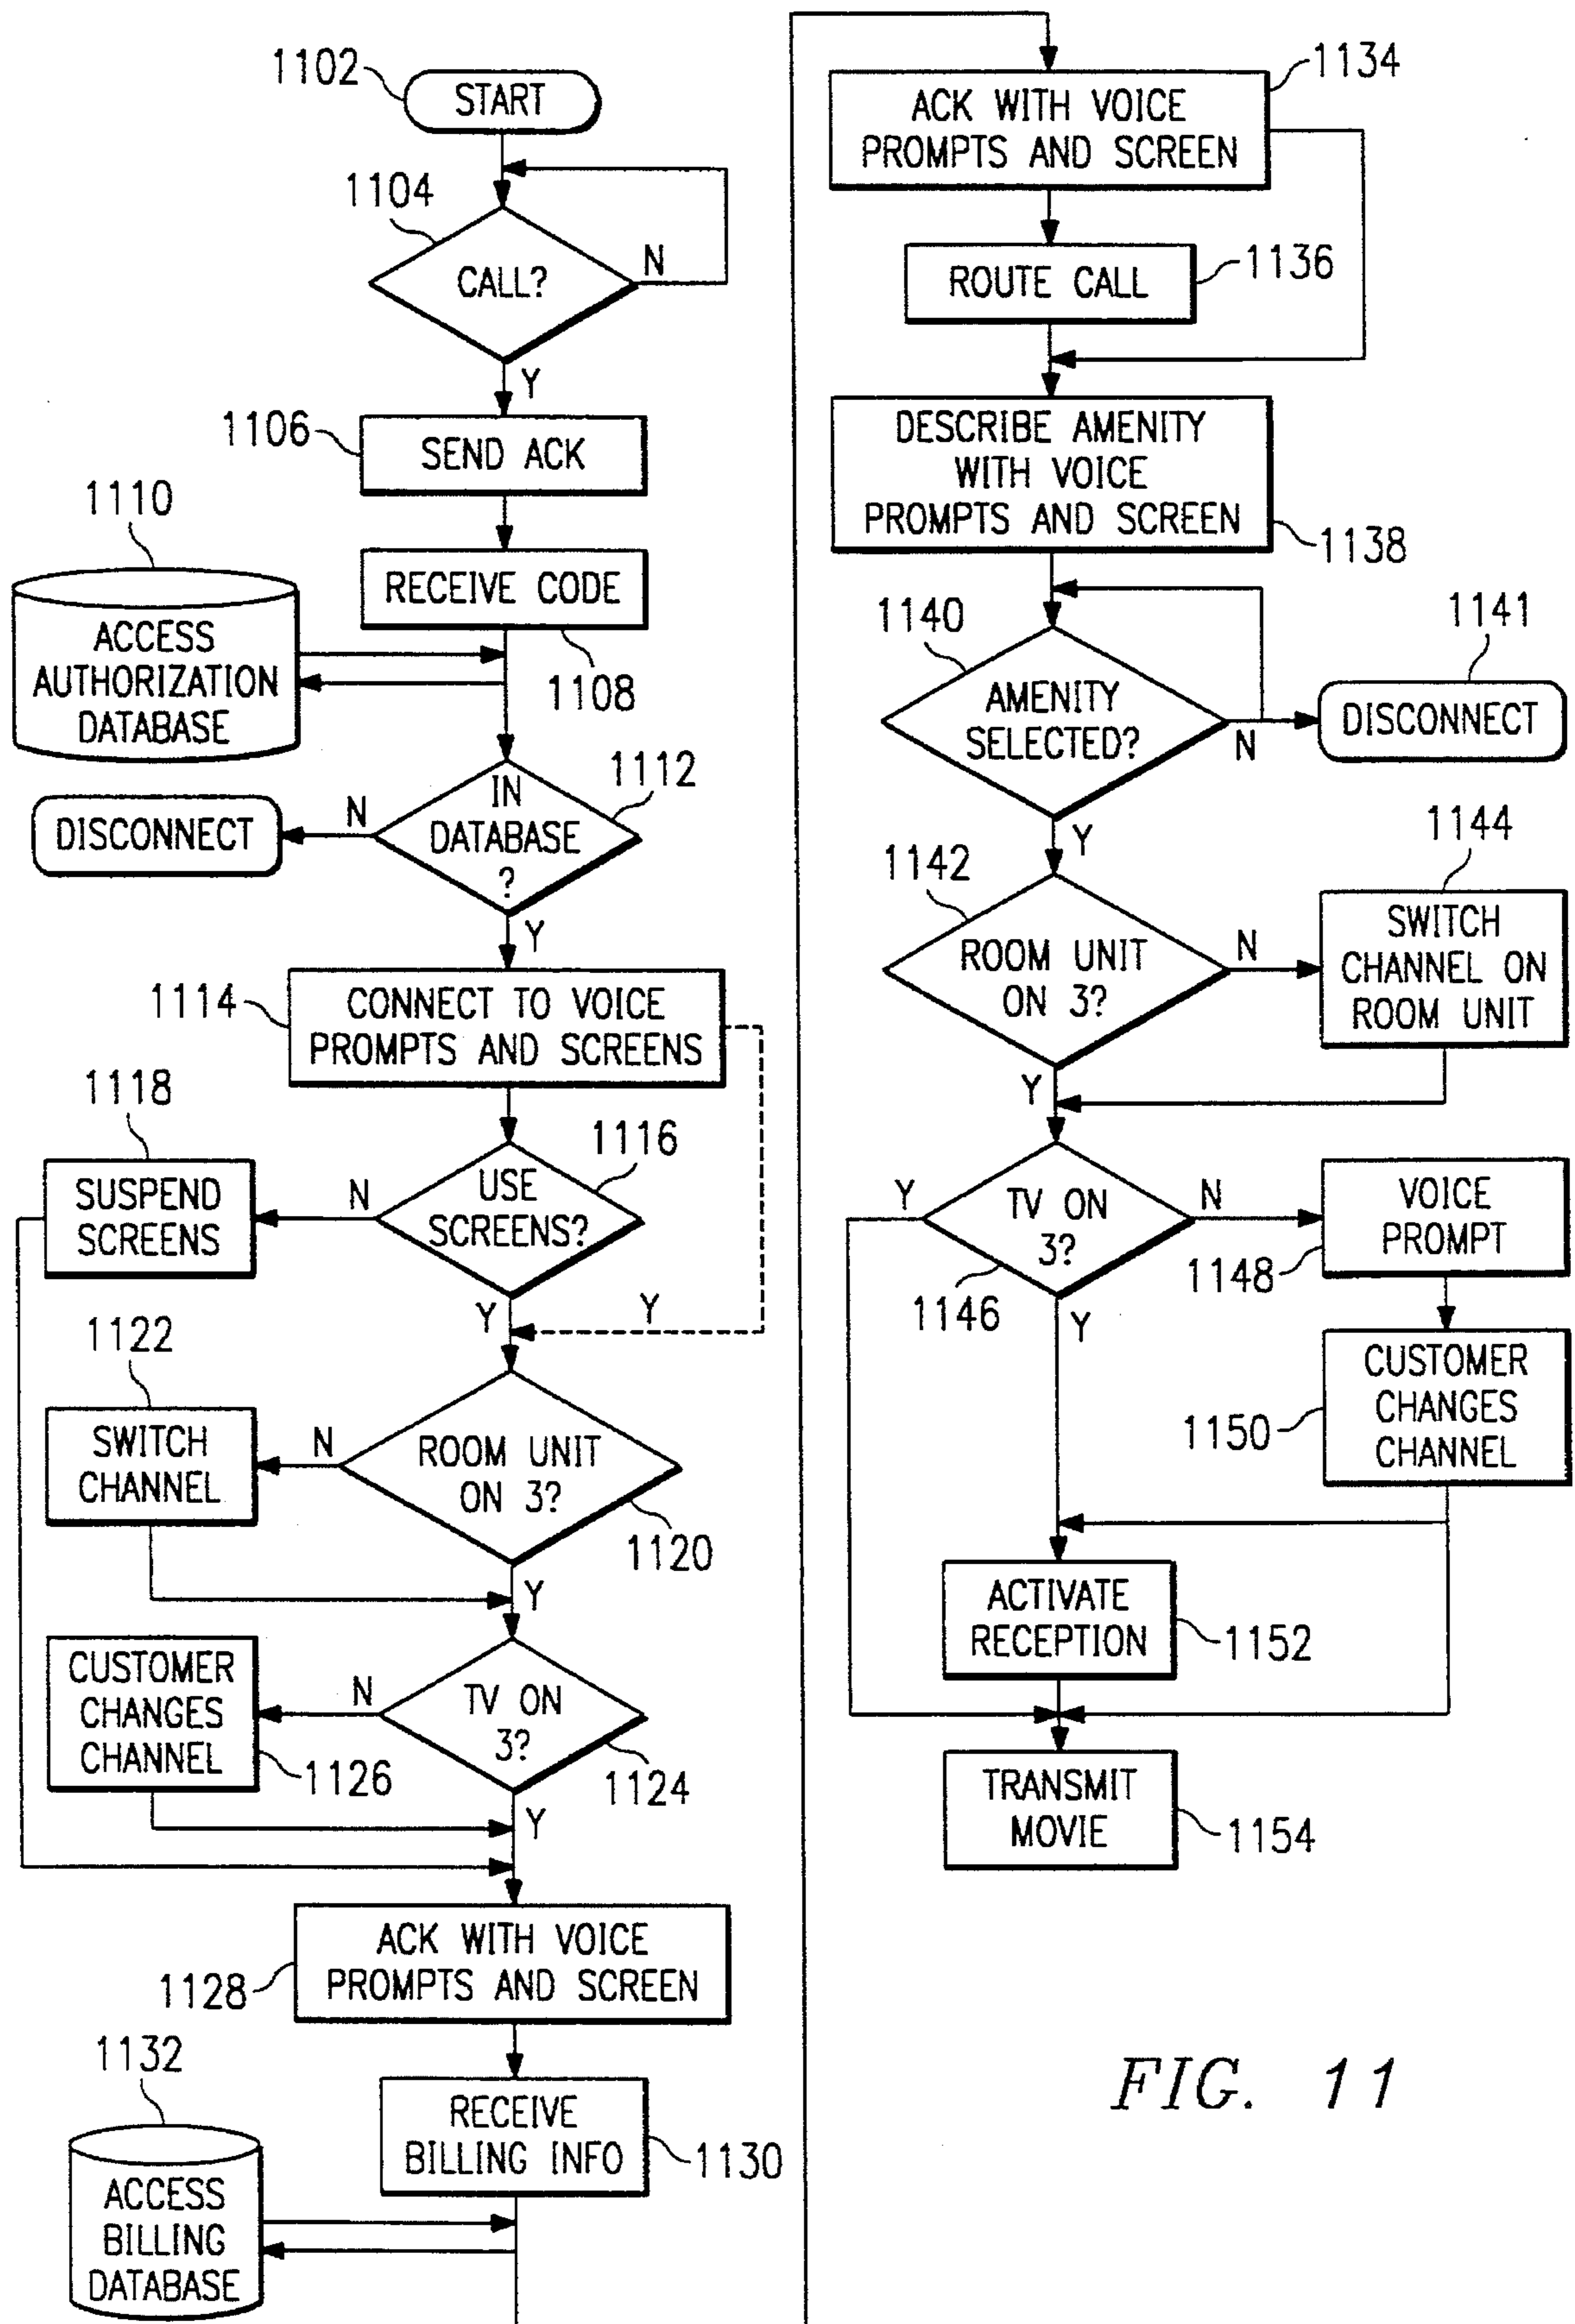 1102
START
1104
CALL?
N
Y
1106
SEND ACK
1110
RECEIVE CODE
1108
ACCESS
AUTHORIZATION
DATABASE
1112
IN
DATABASE
?
N
DISCONNECT
Y
1114
CONNECT TO VOICE
PROMPTS AND SCREENS
1118
1116
USE
SCREENS?
N
SUSPEND
SCREENS
Y
Y
1122
SWITCH
CHANNEL
N
ROOM UNIT
ON 3?
1120
Y
CUSTOMER
CHANGES
CHANNEL
1126
N
TV ON
3?
1124
Y
ACK WITH VOICE
PROMPTS AND SCREEN
1128
1132
RECEIVE
BILLING INFO
1130
ACCESS
BILLING
DATABASE
1134
ACK WITH VOICE
PROMPTS AND SCREEN
ROUTE CALL
1136
DESCRIBE AMENITY
WITH VOICE
PROMPTS AND SCREEN
1138
1140
AMENITY
SELECTED?
N
1141
DISCONNECT
Y
1142
ROOM UNIT
ON 3?
N
1144
SWITCH
CHANNEL ON
ROOM UNIT
Y
Y
TV ON
3?
N
1146
Y
VOICE
PROMPT
1148
CUSTOMER
CHANGES
CHANNEL
1150
ACTIVATE
RECEPTION
1152
TRANSMIT
MOVIE
1154
FIG. 11